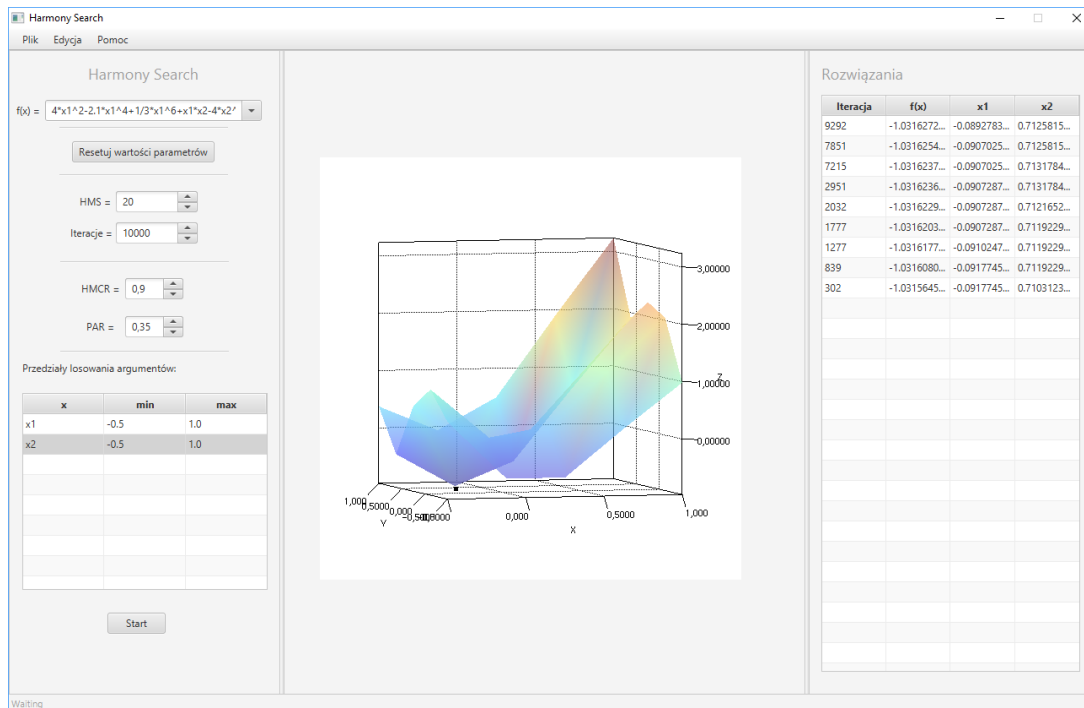 Harmony Search
Plik Edycja Pomoc
Harmony Search
f(x) = 4*x1^2-2.1*x1^4+1/3*x1^6+x1*x2-4*x2^
Resetuj wartości parametrów
HMS = 20
Iteracje = 10000
HMCR = 0,9
PAR = 0,35
Przedziały losowania argumentów:
x min max
x1 -0.5 1.0
x2 -0.5 1.0
Start
3,00000
2,00000
1,00000
Z
0,00000
1,000
0,5000
0,000
Y
0,000
0,5000
1,000
X
Rozwiązania
Iteracja f(x) x1 x2
9292 -1.0316272... -0.0892783... 0.7125815...
7851 -1.0316254... -0.0907025... 0.7125815...
7215 -1.0316237... -0.0907025... 0.7131784...
2951 -1.0316236... -0.0907287... 0.7131784...
2032 -1.0316229... -0.0907287... 0.7121652...
1777 -1.0316203... -0.0907287... 0.7119229...
1277 -1.0316177... -0.0910247... 0.7119229...
839 -1.0316080... -0.0917745... 0.7119229...
302 -1.0315645... -0.0917745... 0.7103123...
Waiting